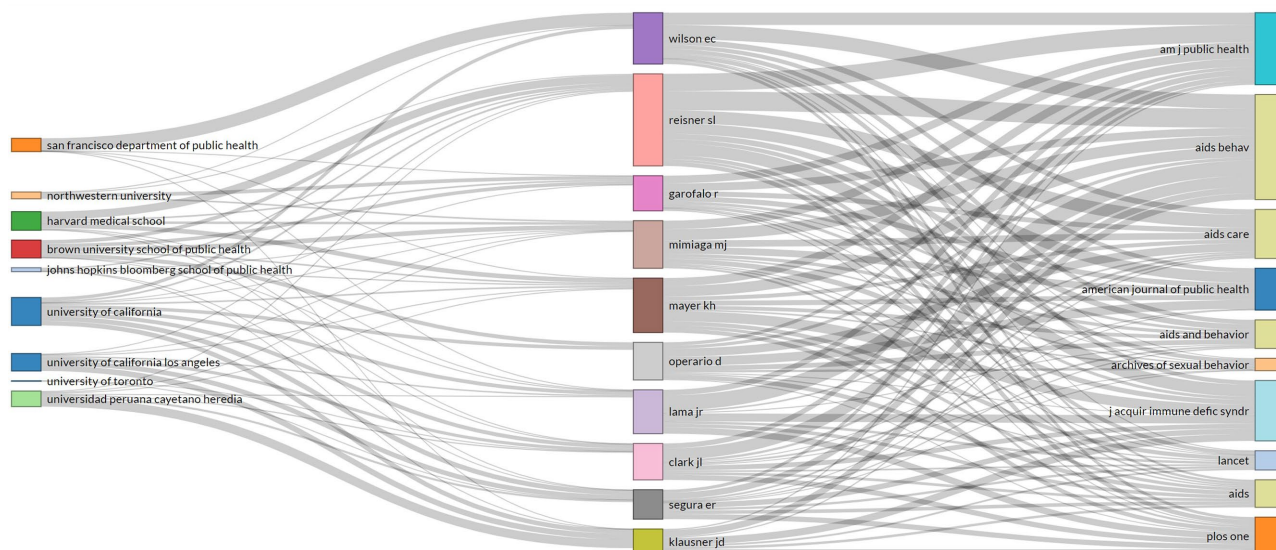 san francisco department of public health
northwestern university
harvard medical school
brown university school of public health
johns hopkins bloomberg school of public health
university of california
university of california los angeles
university of toronto
universidad peruana cayetano heredia
wilson ec
reisner sl
garofalo r
mimiaga mj
mayer kh
operario d
lama jr
clark jl
segura er
klausner jd
am j public health
aids behav
aids care
american journal of public health
aids and behavior
archives of sexual behavior
j acquir immune defic syndr
lancet
aids
plos one